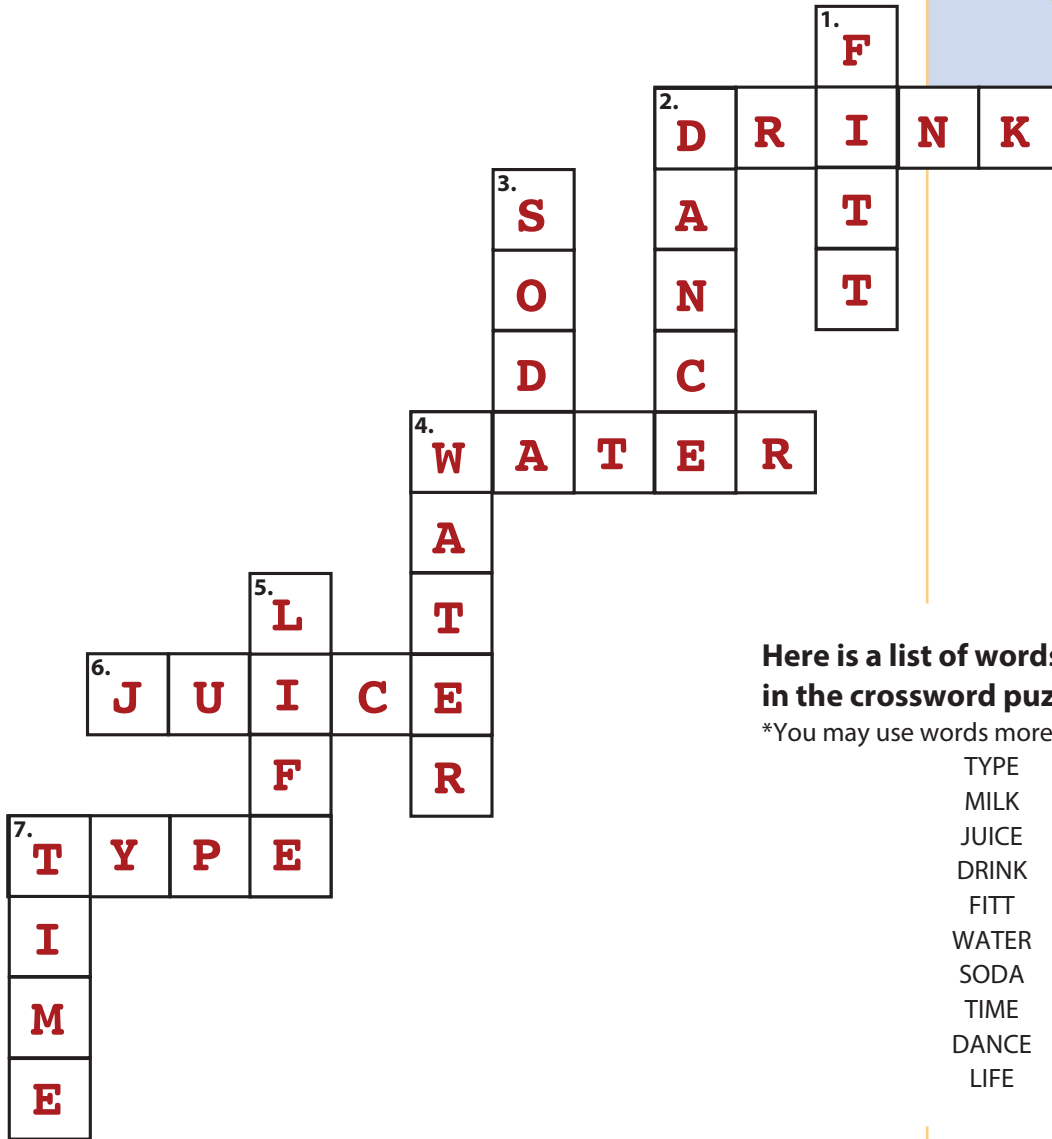 1.
F
2.
D R I N K
3.
S A T
O N T
D C
4.
W A T E R
A
5.
L T
6.
J U I C E
F R
7.
T Y P E
I
M
E
Here is a list of words
in the crossword puz
*You may use words more
TYPE
MILK
JUICE
DRINK
FITT
WATER
SODA
TIME
DANCE
LIFE